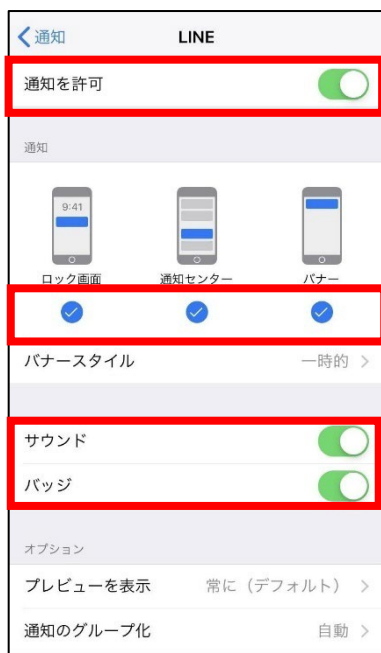 通知 LINE
通知を許可
通知
9:41
ロック画面 通知センター バナー
バナースタイル 一時的
サウンド
バッジ
オプション
プレビューを表示 常に（デフォルト）
通知のグループ化 自動